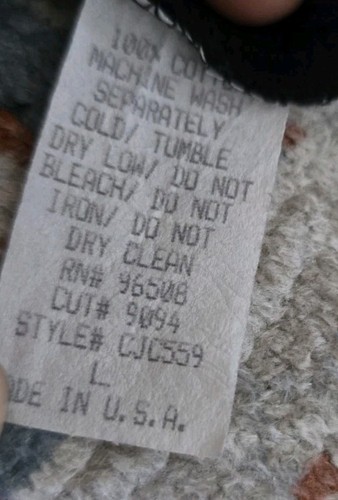 100% COTTON
MACHINE WASH
SEPARATELY
COLD/ TUMBLE
DRY LOW/ DO NOT
BLEACH/ DO NOT
IRON/ DO NOT
DRY CLEAN
RN# 96508
CUT# 9094
STYLE# CJC559
L
DE IN U.S.A.